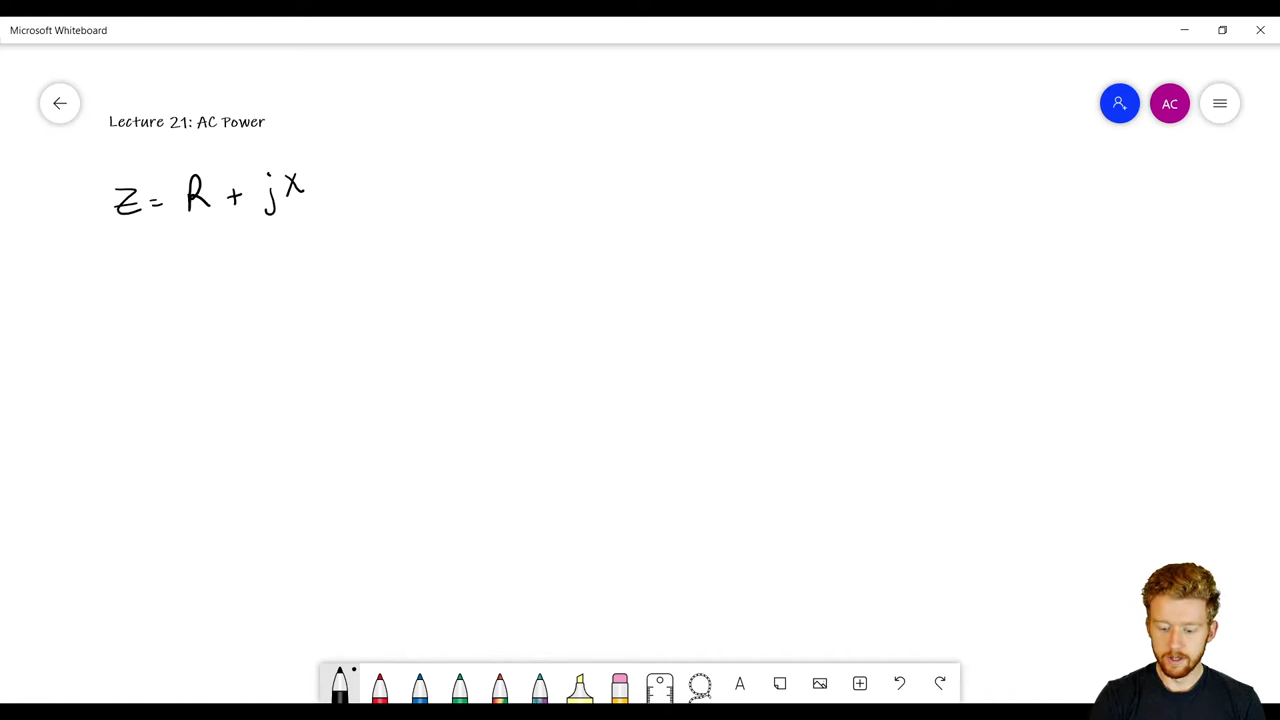 Microsoft Whiteboard
AC
Lecture 21: AC Power
Z = R + jX
A